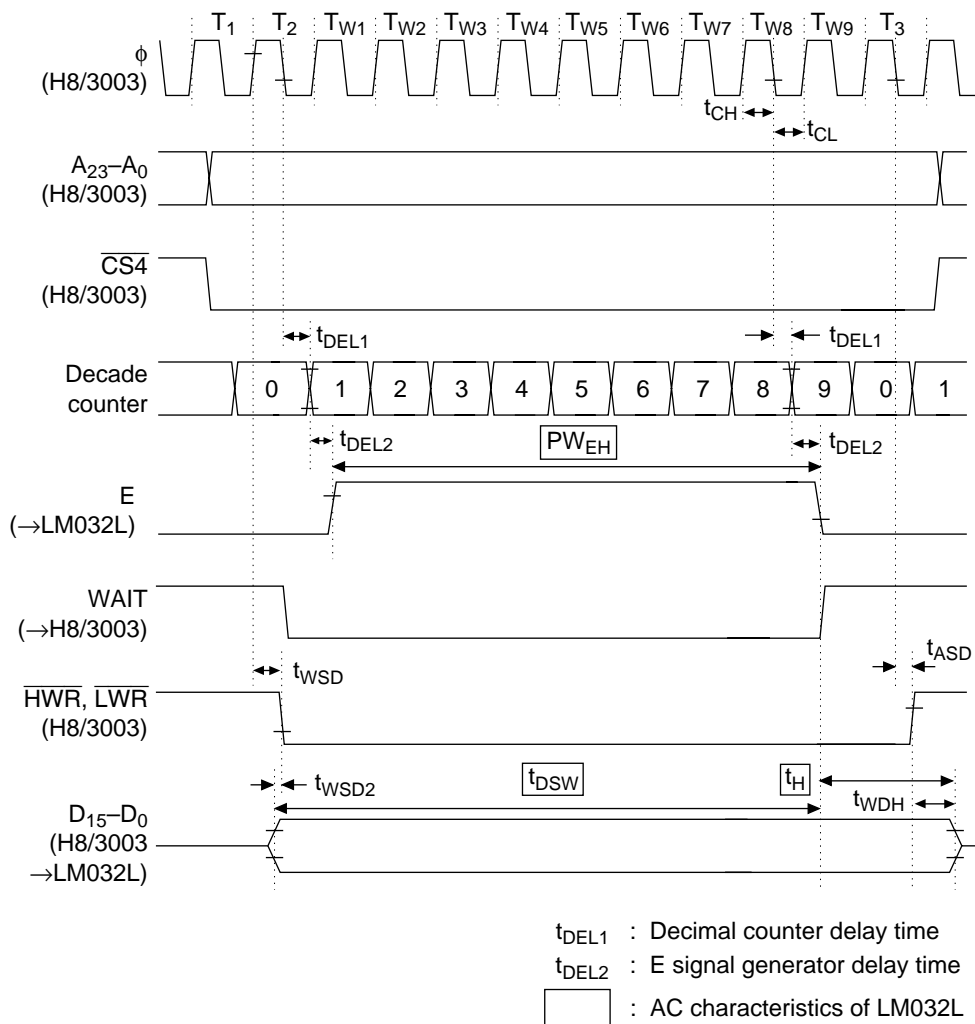 T1 T2 TW1 TW2 TW3 TW4 TW5 TW6 TW7 TW8 TW9 T3
ϕ
(H8/3003)
tCH
tCL
A23–A0
(H8/3003)
CS4
(H8/3003)
tDEL1 tDEL1
Decade
counter
0 1 2 3 4 5 6 7 8 9 0 1
tDEL2 PWEH tDEL2
E
(→LM032L)
WAIT
(→H8/3003)
tWSD tASD
HWR, LWR
(H8/3003)
tWSD2 tDSW tH
tWDH
D15–D0
(H8/3003
→LM032L)
tDEL1 : Decimal counter delay time
tDEL2 : E signal generator delay time
: AC characteristics of LM032L